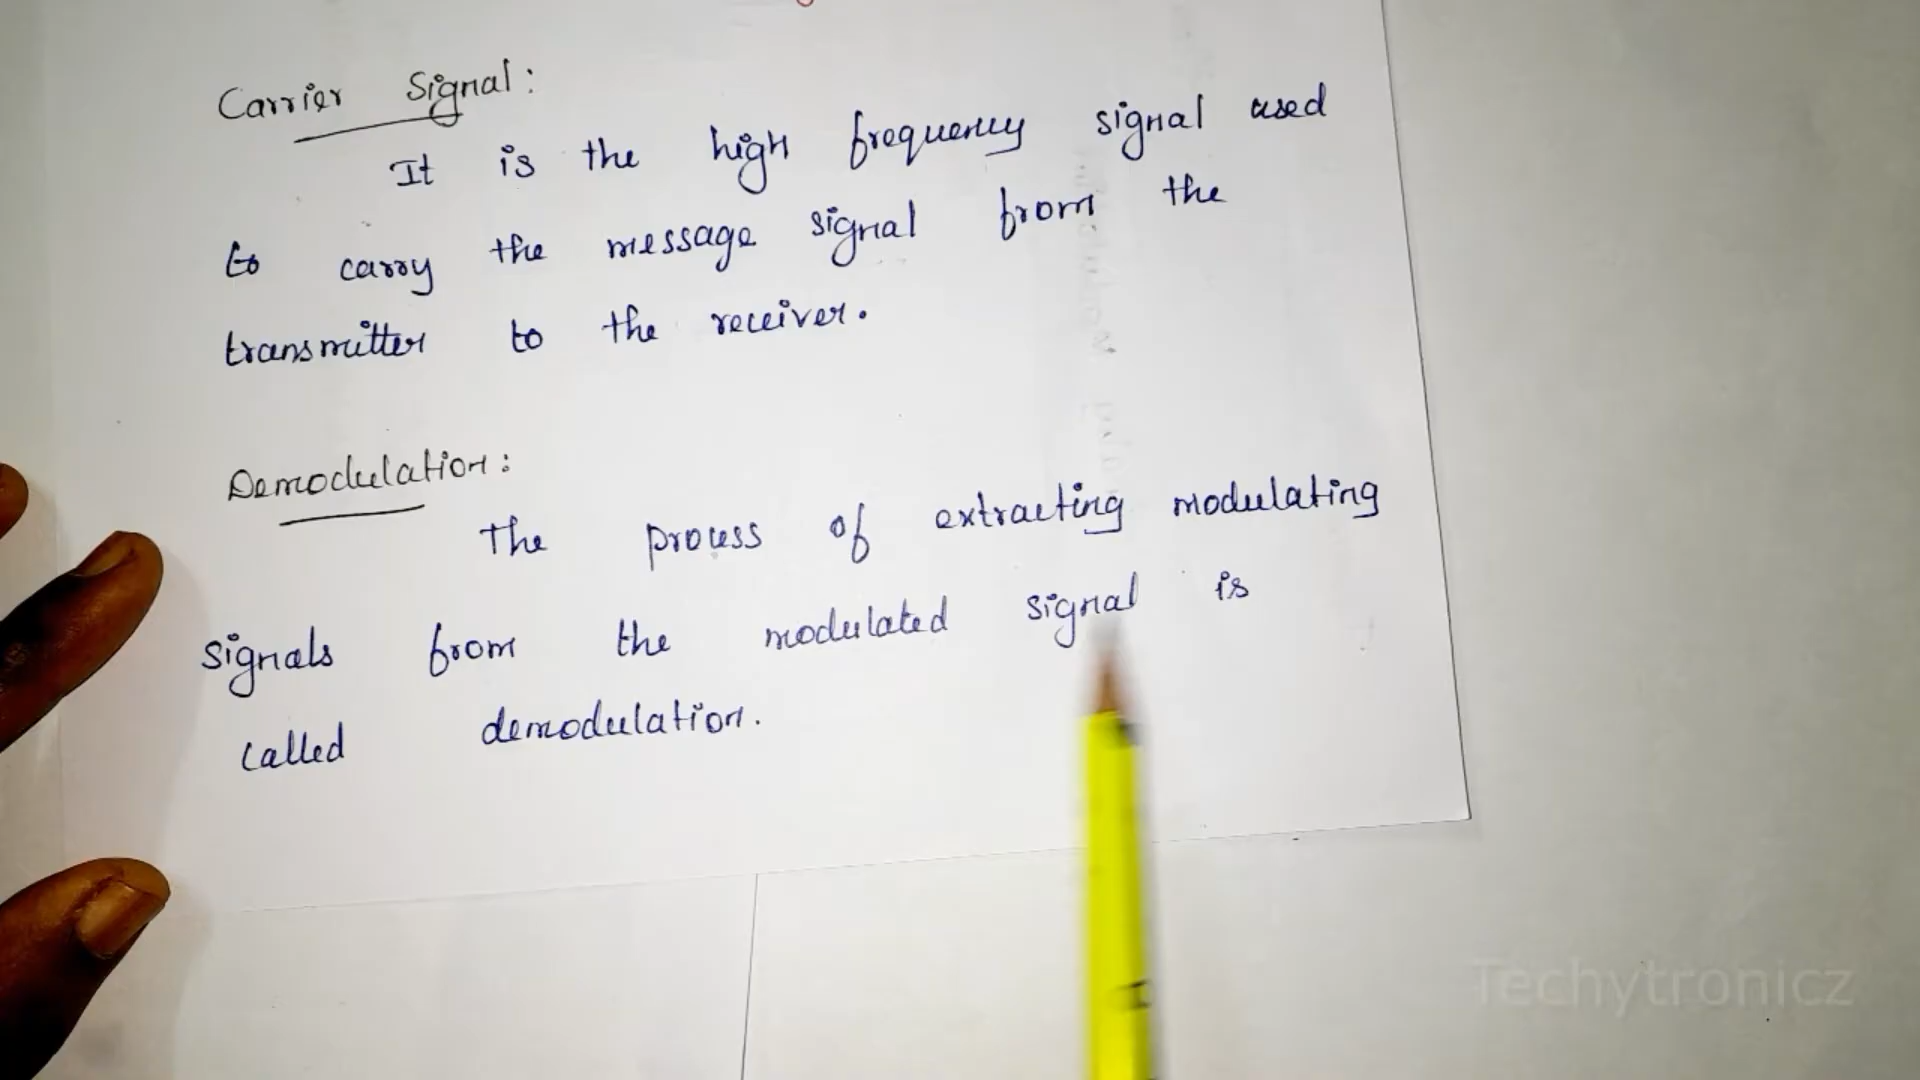 Carrier Signal:
It is the high frequency signal used
to carry the message signal from the
transmitter to the receiver.
Demodulation:
The process of extracting modulating
signals from the modulated signal is
called demodulation.
Techytronicz